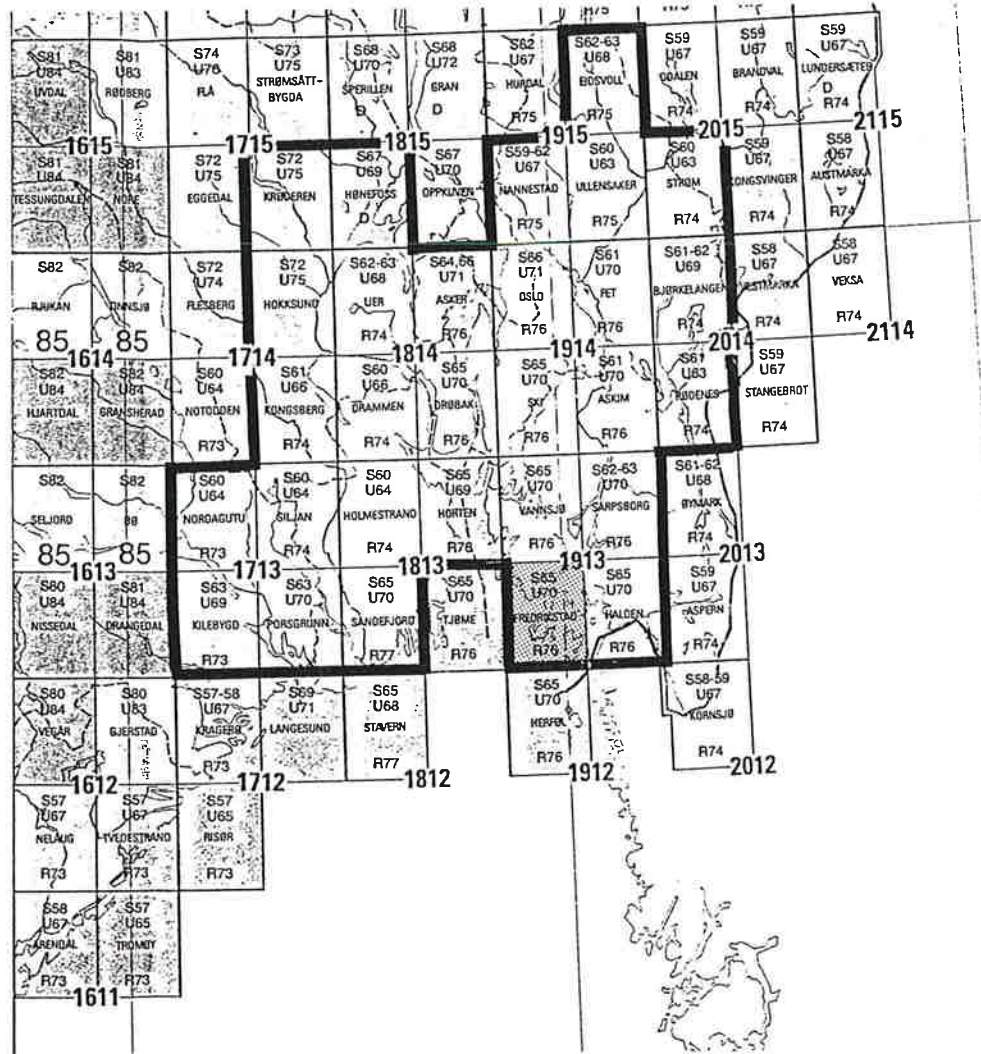 R75
S81
U84
UVDAL
S81
U83
RØDBERG
S74
U76
FLÅ
S73
U75
STRØMSÅTT-
BYGDA
S68
U70
SPERILLEN
D
S68
U72
GRAN
D
S62
U67
HURDAL
R75
S62-63
U68
EIDSVOLL
R75
S59
U67
ODALEN
R74
S59
U67
BRANDVAL
R74
S59
U67
LUNDERSÆTER
D
R74
1615
1715
1815
1915
2015
2115
S81
U84
TESSUNGDALEN
S81
U84
NORE
S72
U75
EGGEDAL
S72
U75
KRØDEREN
S67
U69
HØNEFOSS
D
S67
U70
OPPKUVEN
S59-62
U67
NANNESTAD
R75
S60
U63
ULLENSAKER
R75
S60
U63
STRØM
R74
S59
U67
KONGSVINGER
R74
S58
U67
AUSTMARKA
R74
S82
RJUKAN
85
S82
TINNSJØ
85
S72
U74
FLESBERG
S72
U75
HOKKSUND
S62-63
U68
LIER
R74
S64,66
U71
ASKER
R76
S66
U71
OSLO
R76
S61
U70
FET
R76
S61-62
U69
BJØRKELANGEN
R74
S58
U67
VESTMARKA
R74
S58
U67
VEKSA
R74
1614
1714
1814
1914
2014
2114
S82
U84
HJARTDAL
S82
U84
GRANSHERAD
S60
U64
NOTODDEN
R73
S61
U66
KONGSBERG
R74
S60
U66
DRAMMEN
R74
S65
U70
DRØBAK
R76
S65
U70
SKI
R76
S61
U70
ASKIM
R76
S61
U63
RØDENES
R74
S59
U67
STANGEBROT
R74
S82
SELJORD
85
S82
BØ
85
S60
U64
NORDAGUTU
R73
S60
U64
SILJAN
R74
S60
U64
HOLMESTRAND
R74
S65
U69
HORTEN
R76
S65
U70
VANNSJØ
R76
S62-63
U70
SARPSBORG
R76
S61-62
U68
ØYMARK
R74
1613
1713
1813
1913
2013
S80
U84
NISSEDAL
S81
U84
DRANGEDAL
S63
U69
KILEBYGD
R73
S63
U70
PORSGRUNN
S65
U70
SANDEFJORD
R77
S65
U70
TJØME
R76
S65
U70
FREDRIKSTAD
R76
S65
U70
HALDEN
R76
S59
U67
ASPERN
R74
S80
U84
VEGÅR
S80
U83
GJERSTAD
S57-58
U67
KRAGERØ
R73
S69
U71
LANGESUND
S65
U68
STAVERN
R77
S65
U70
HERFØL
R76
S58-59
U67
KORNSJØ
R74
1612
1712
1812
1912
2012
S57
U67
NELAUG
R73
S57
U67
TVEDESTRAND
R73
S57
U65
RISØR
R73
S58
U67
ARENDAL
R73
S57
U65
TROMØY
R73
1611